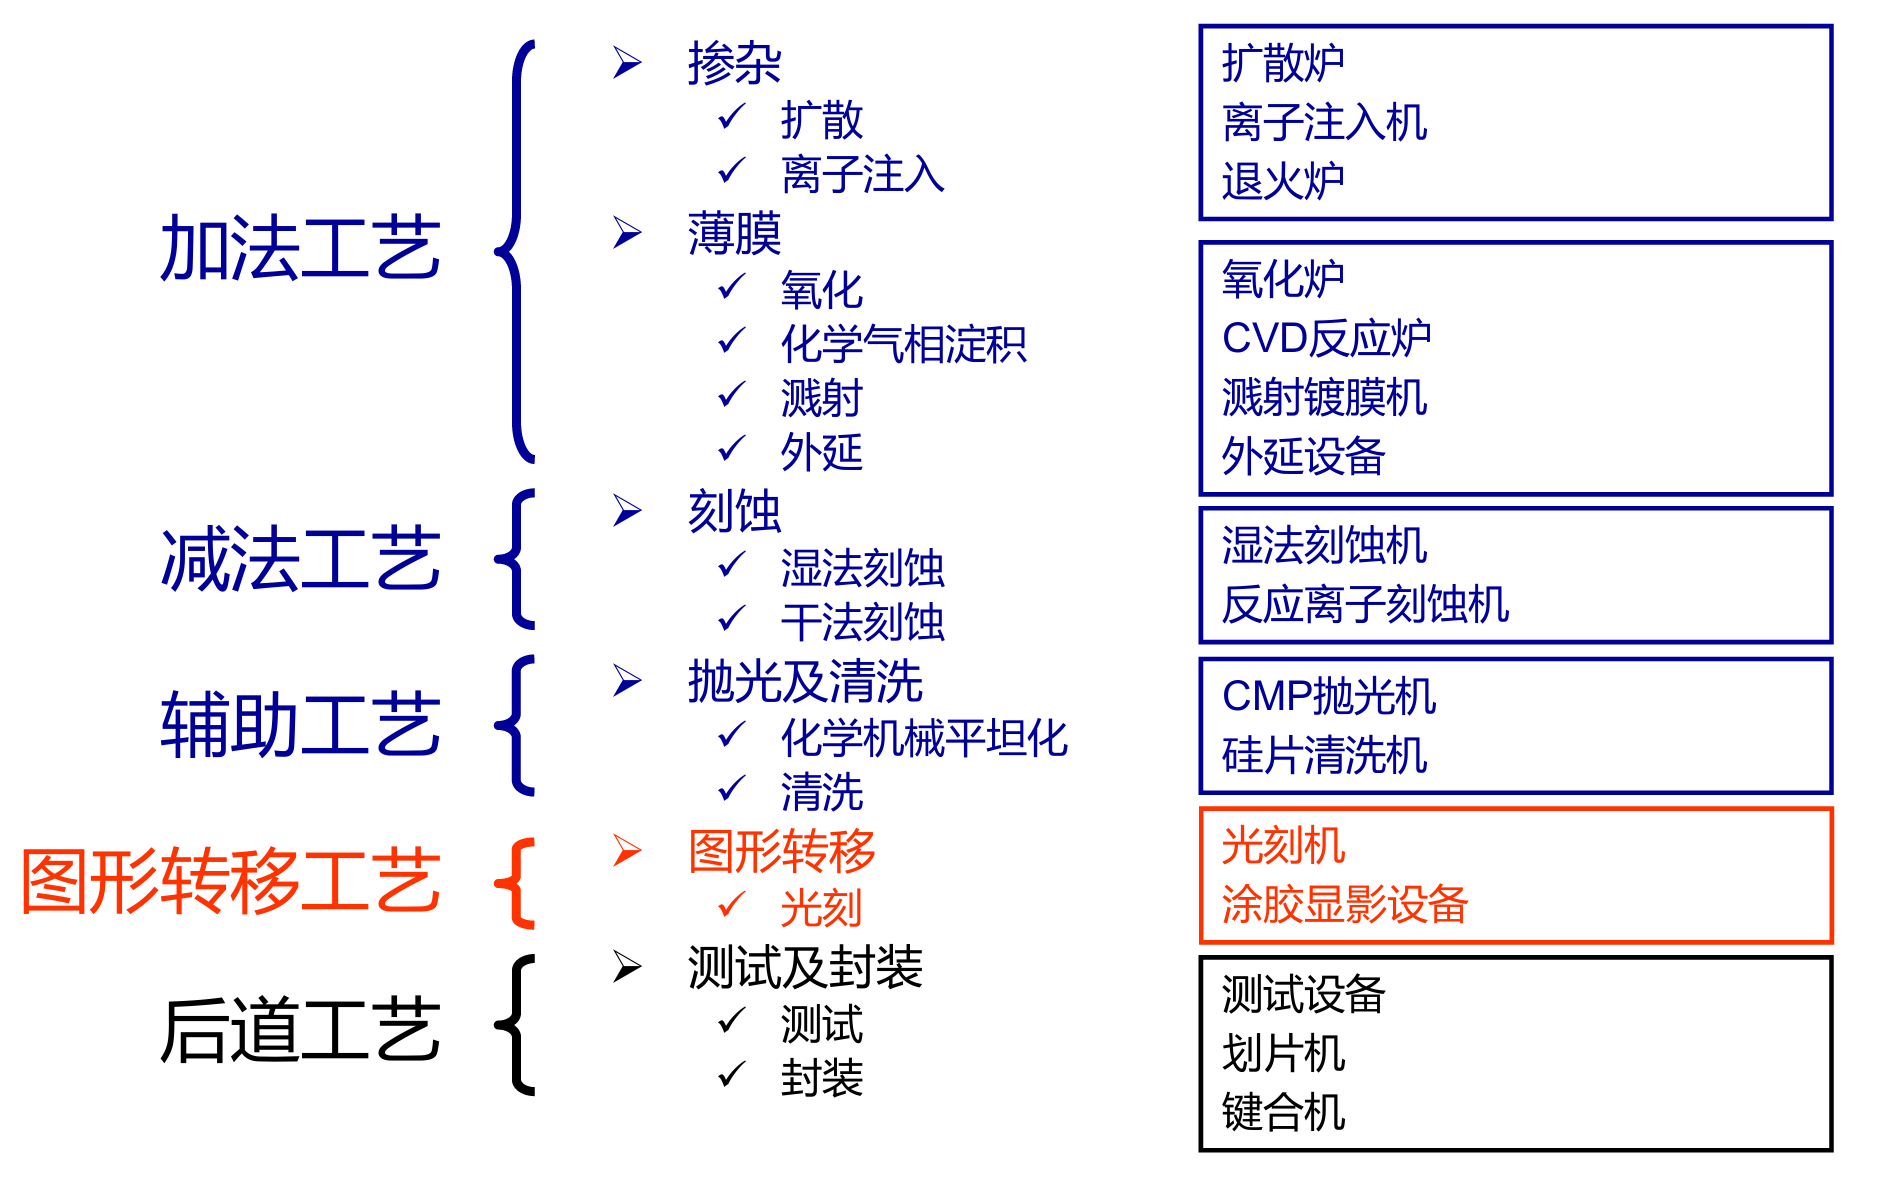 加法工艺
掺杂
扩散
离子注入
薄膜
氧化
化学气相淀积
溅射
外延
扩散炉
离子注入机
退火炉
氧化炉
CVD反应炉
溅射镀膜机
外延设备
减法工艺
刻蚀
湿法刻蚀
干法刻蚀
湿法刻蚀机
反应离子刻蚀机
辅助工艺
抛光及清洗
化学机械平坦化
清洗
CMP抛光机
硅片清洗机
图形转移工艺
图形转移
光刻
光刻机
涂胶显影设备
后道工艺
测试及封装
测试
封装
测试设备
划片机
键合机